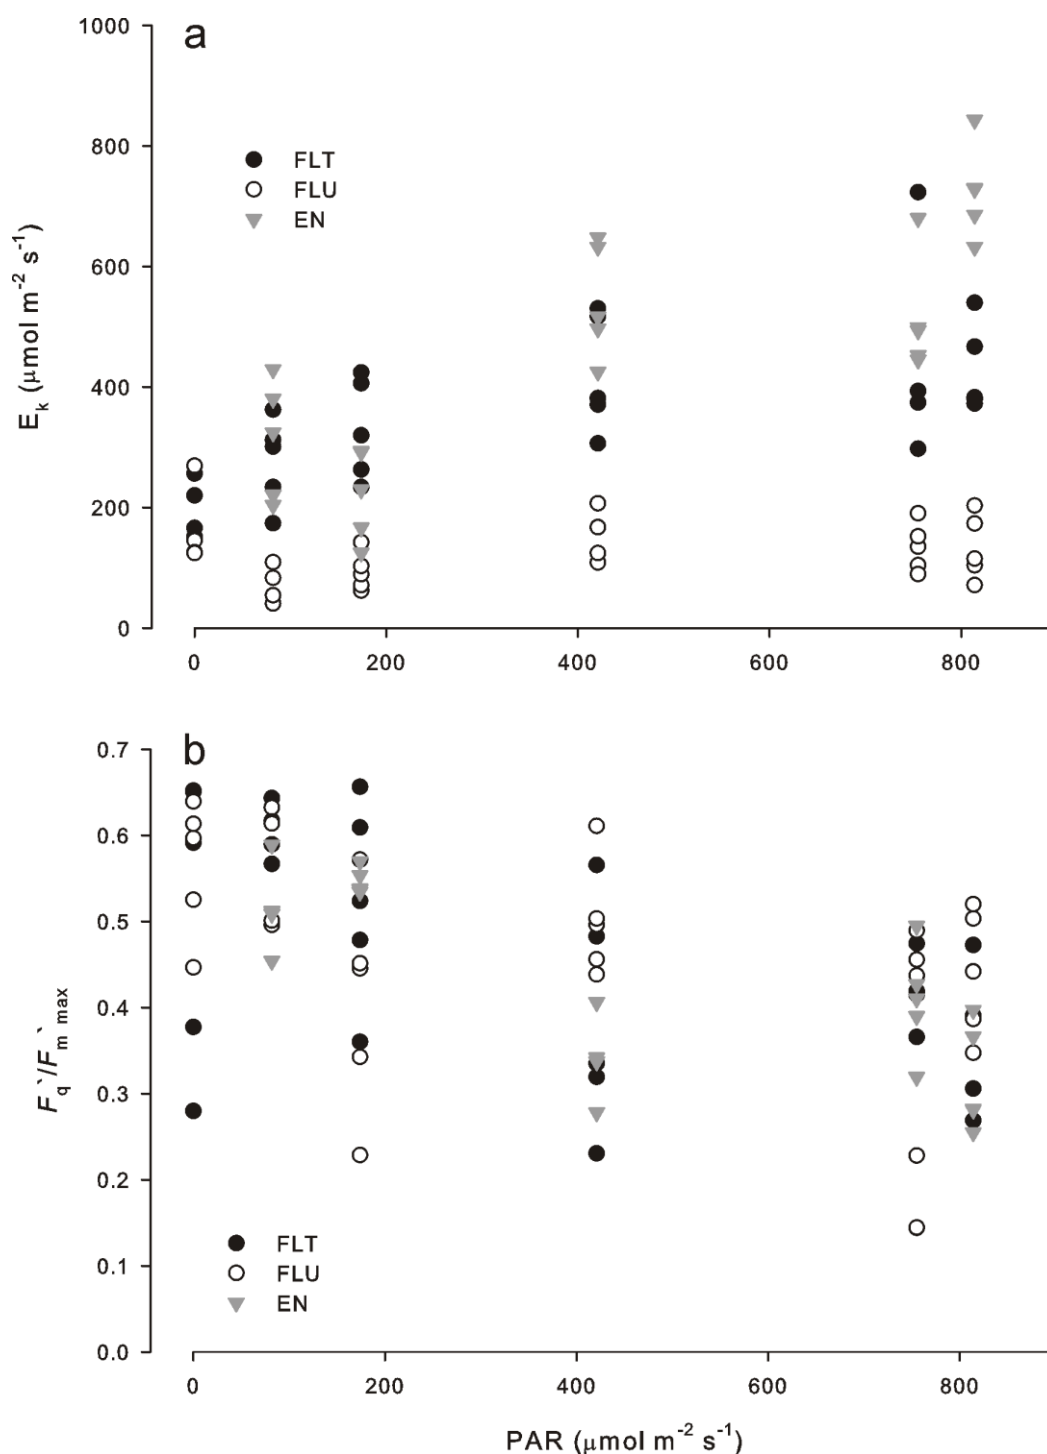 a
1000
800
600
400
200
0
E_k (μmol m⁻² s⁻¹)
FLT
FLU
EN
0 200 400 600 800
b
0.7
0.6
0.5
0.4
0.3
0.2
0.1
0.0
F_q`/F_m`max
FLT
FLU
EN
0 200 400 600 800
PAR (μmol m⁻² s⁻¹)